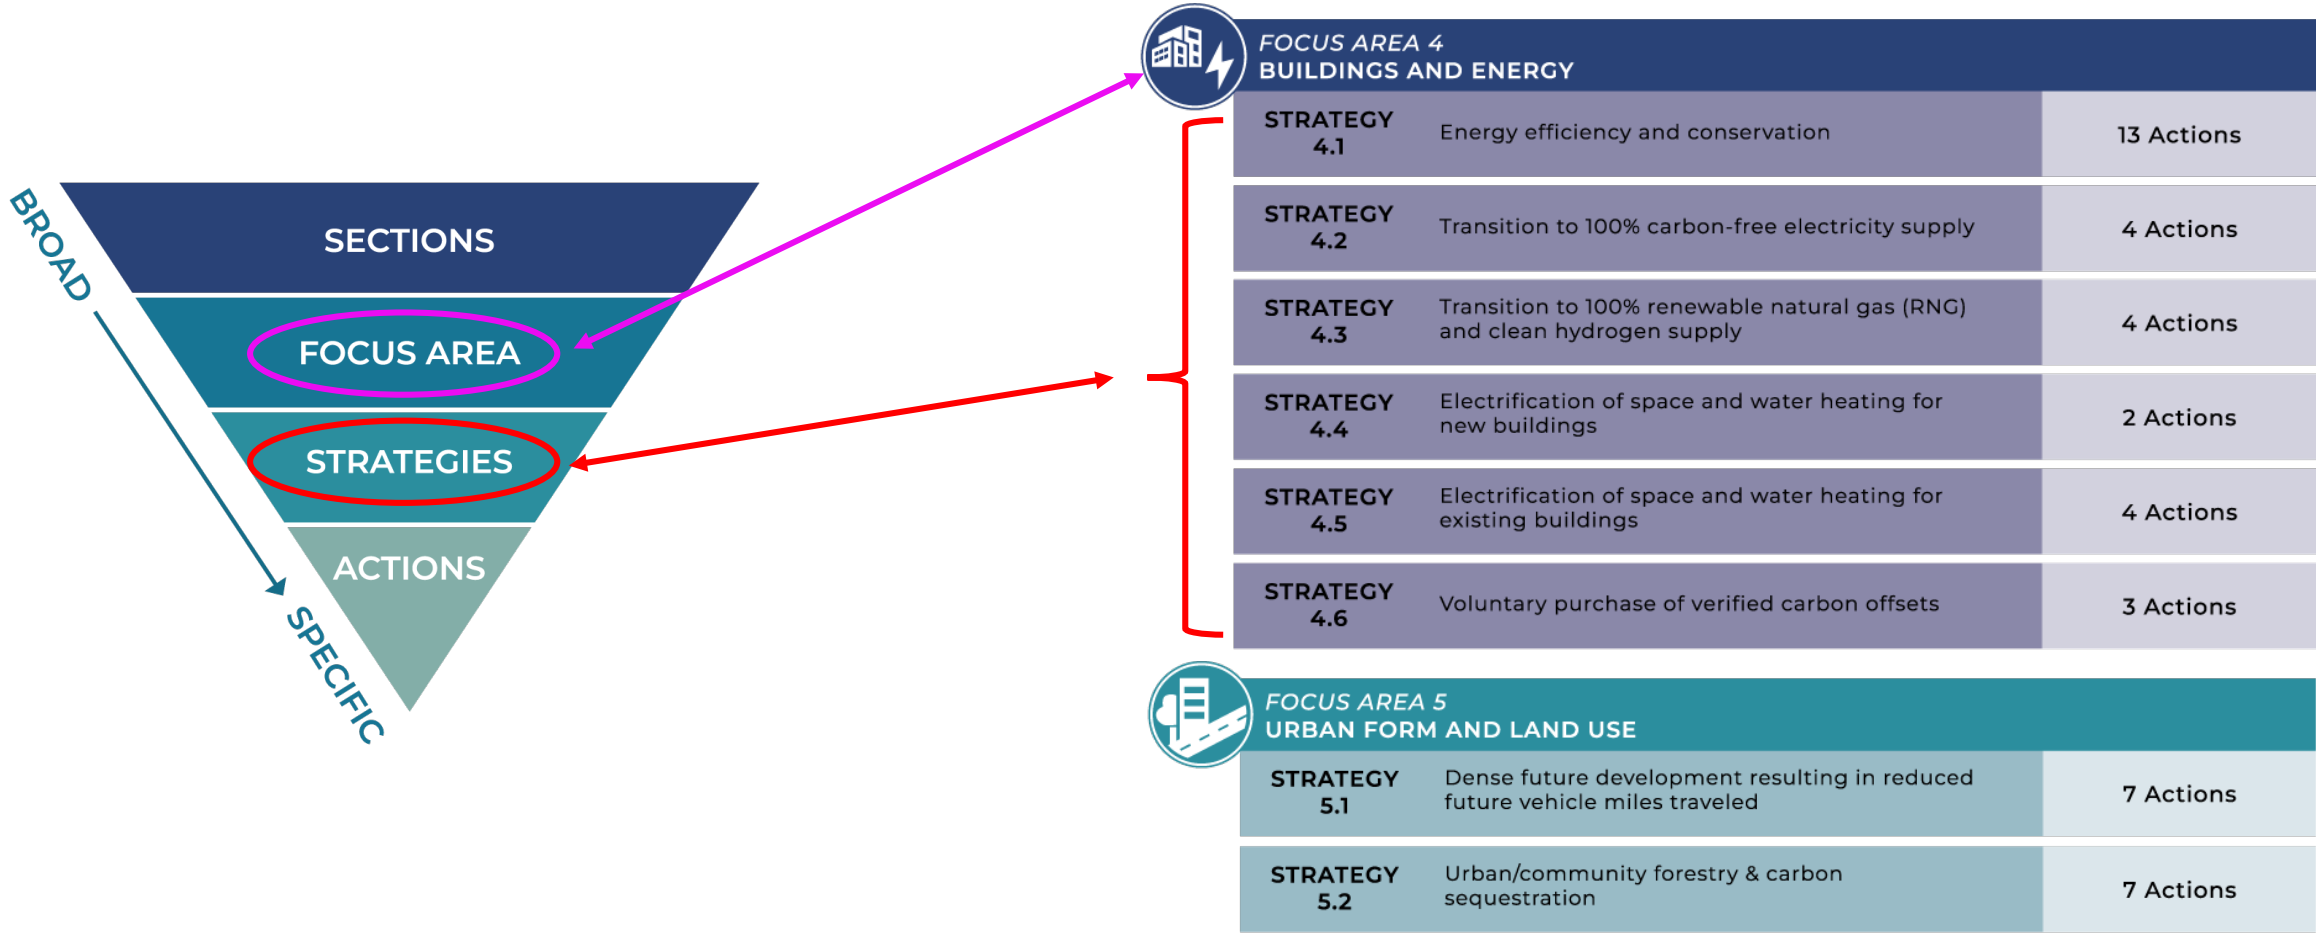 BROAD
SPECIFIC
SECTIONS
FOCUS AREA
STRATEGIES
ACTIONS
FOCUS AREA 4
BUILDINGS AND ENERGY
STRATEGY
4.1
Energy efficiency and conservation
13 Actions
STRATEGY
4.2
Transition to 100% carbon-free electricity supply
4 Actions
STRATEGY
4.3
Transition to 100% renewable natural gas (RNG)
and clean hydrogen supply
4 Actions
STRATEGY
4.4
Electrification of space and water heating for
new buildings
2 Actions
STRATEGY
4.5
Electrification of space and water heating for
existing buildings
4 Actions
STRATEGY
4.6
Voluntary purchase of verified carbon offsets
3 Actions
FOCUS AREA 5
URBAN FORM AND LAND USE
STRATEGY
5.1
Dense future development resulting in reduced
future vehicle miles traveled
7 Actions
STRATEGY
5.2
Urban/community forestry & carbon
sequestration
7 Actions